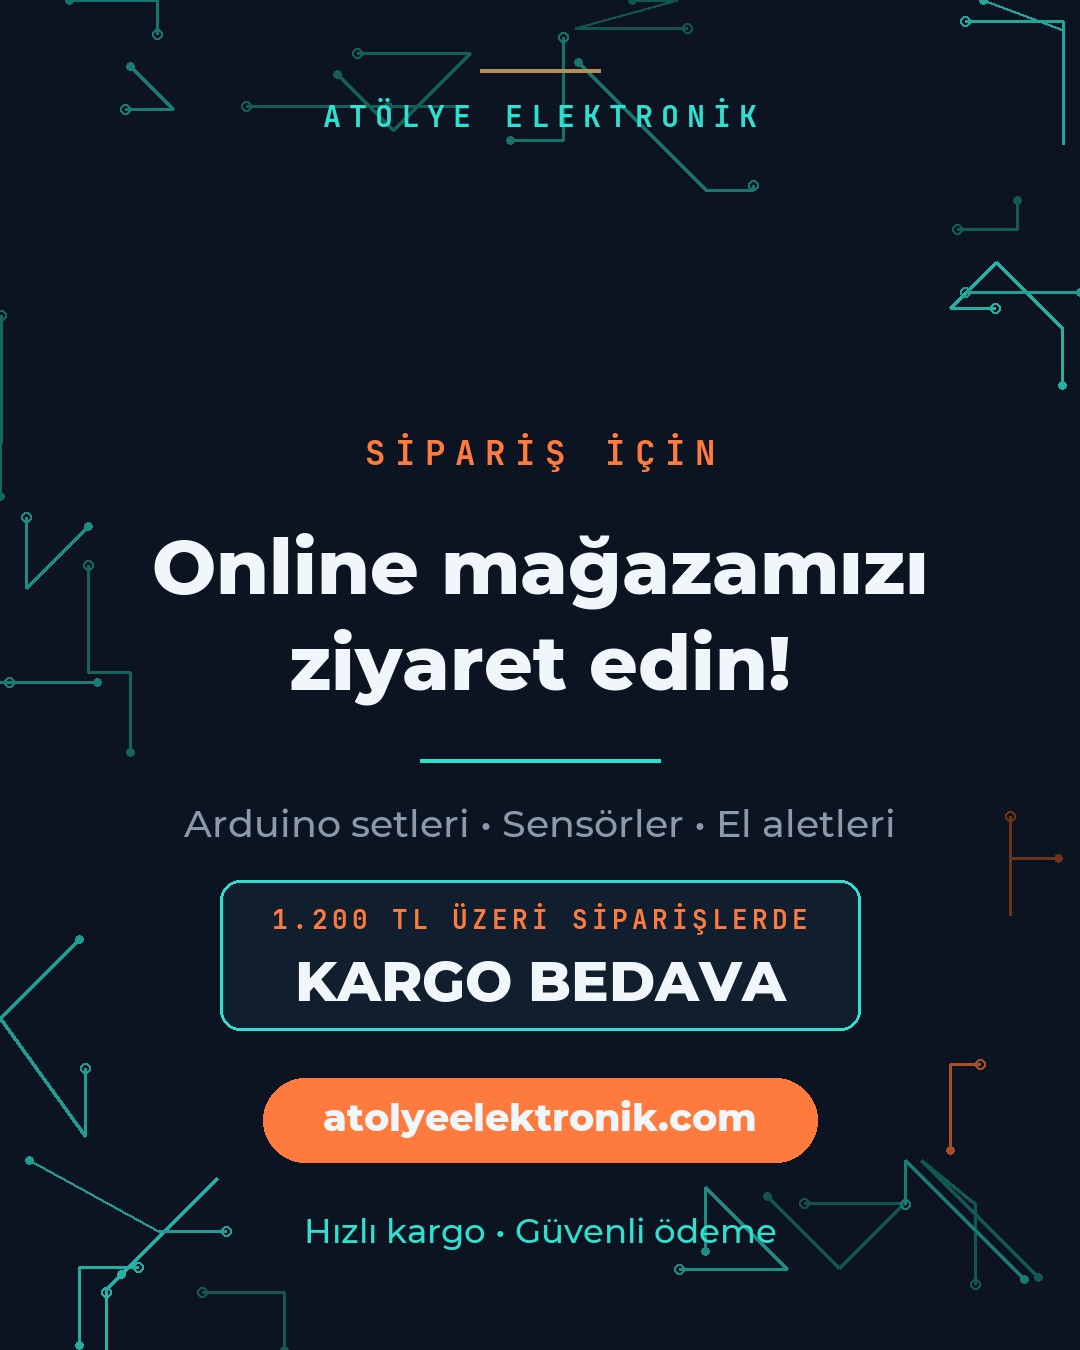 ATÖLYE ELEKTRONİK
SİPARİŞ İÇİN
Online mağazamızı
ziyaret edin!
Arduino setleri • Sensörler • El aletleri
1.200 TL ÜZERİ SİPARİŞLERDE
KARGO BEDAVA
atolyeelektronik.com
Hızlı kargo • Güvenli ödeme